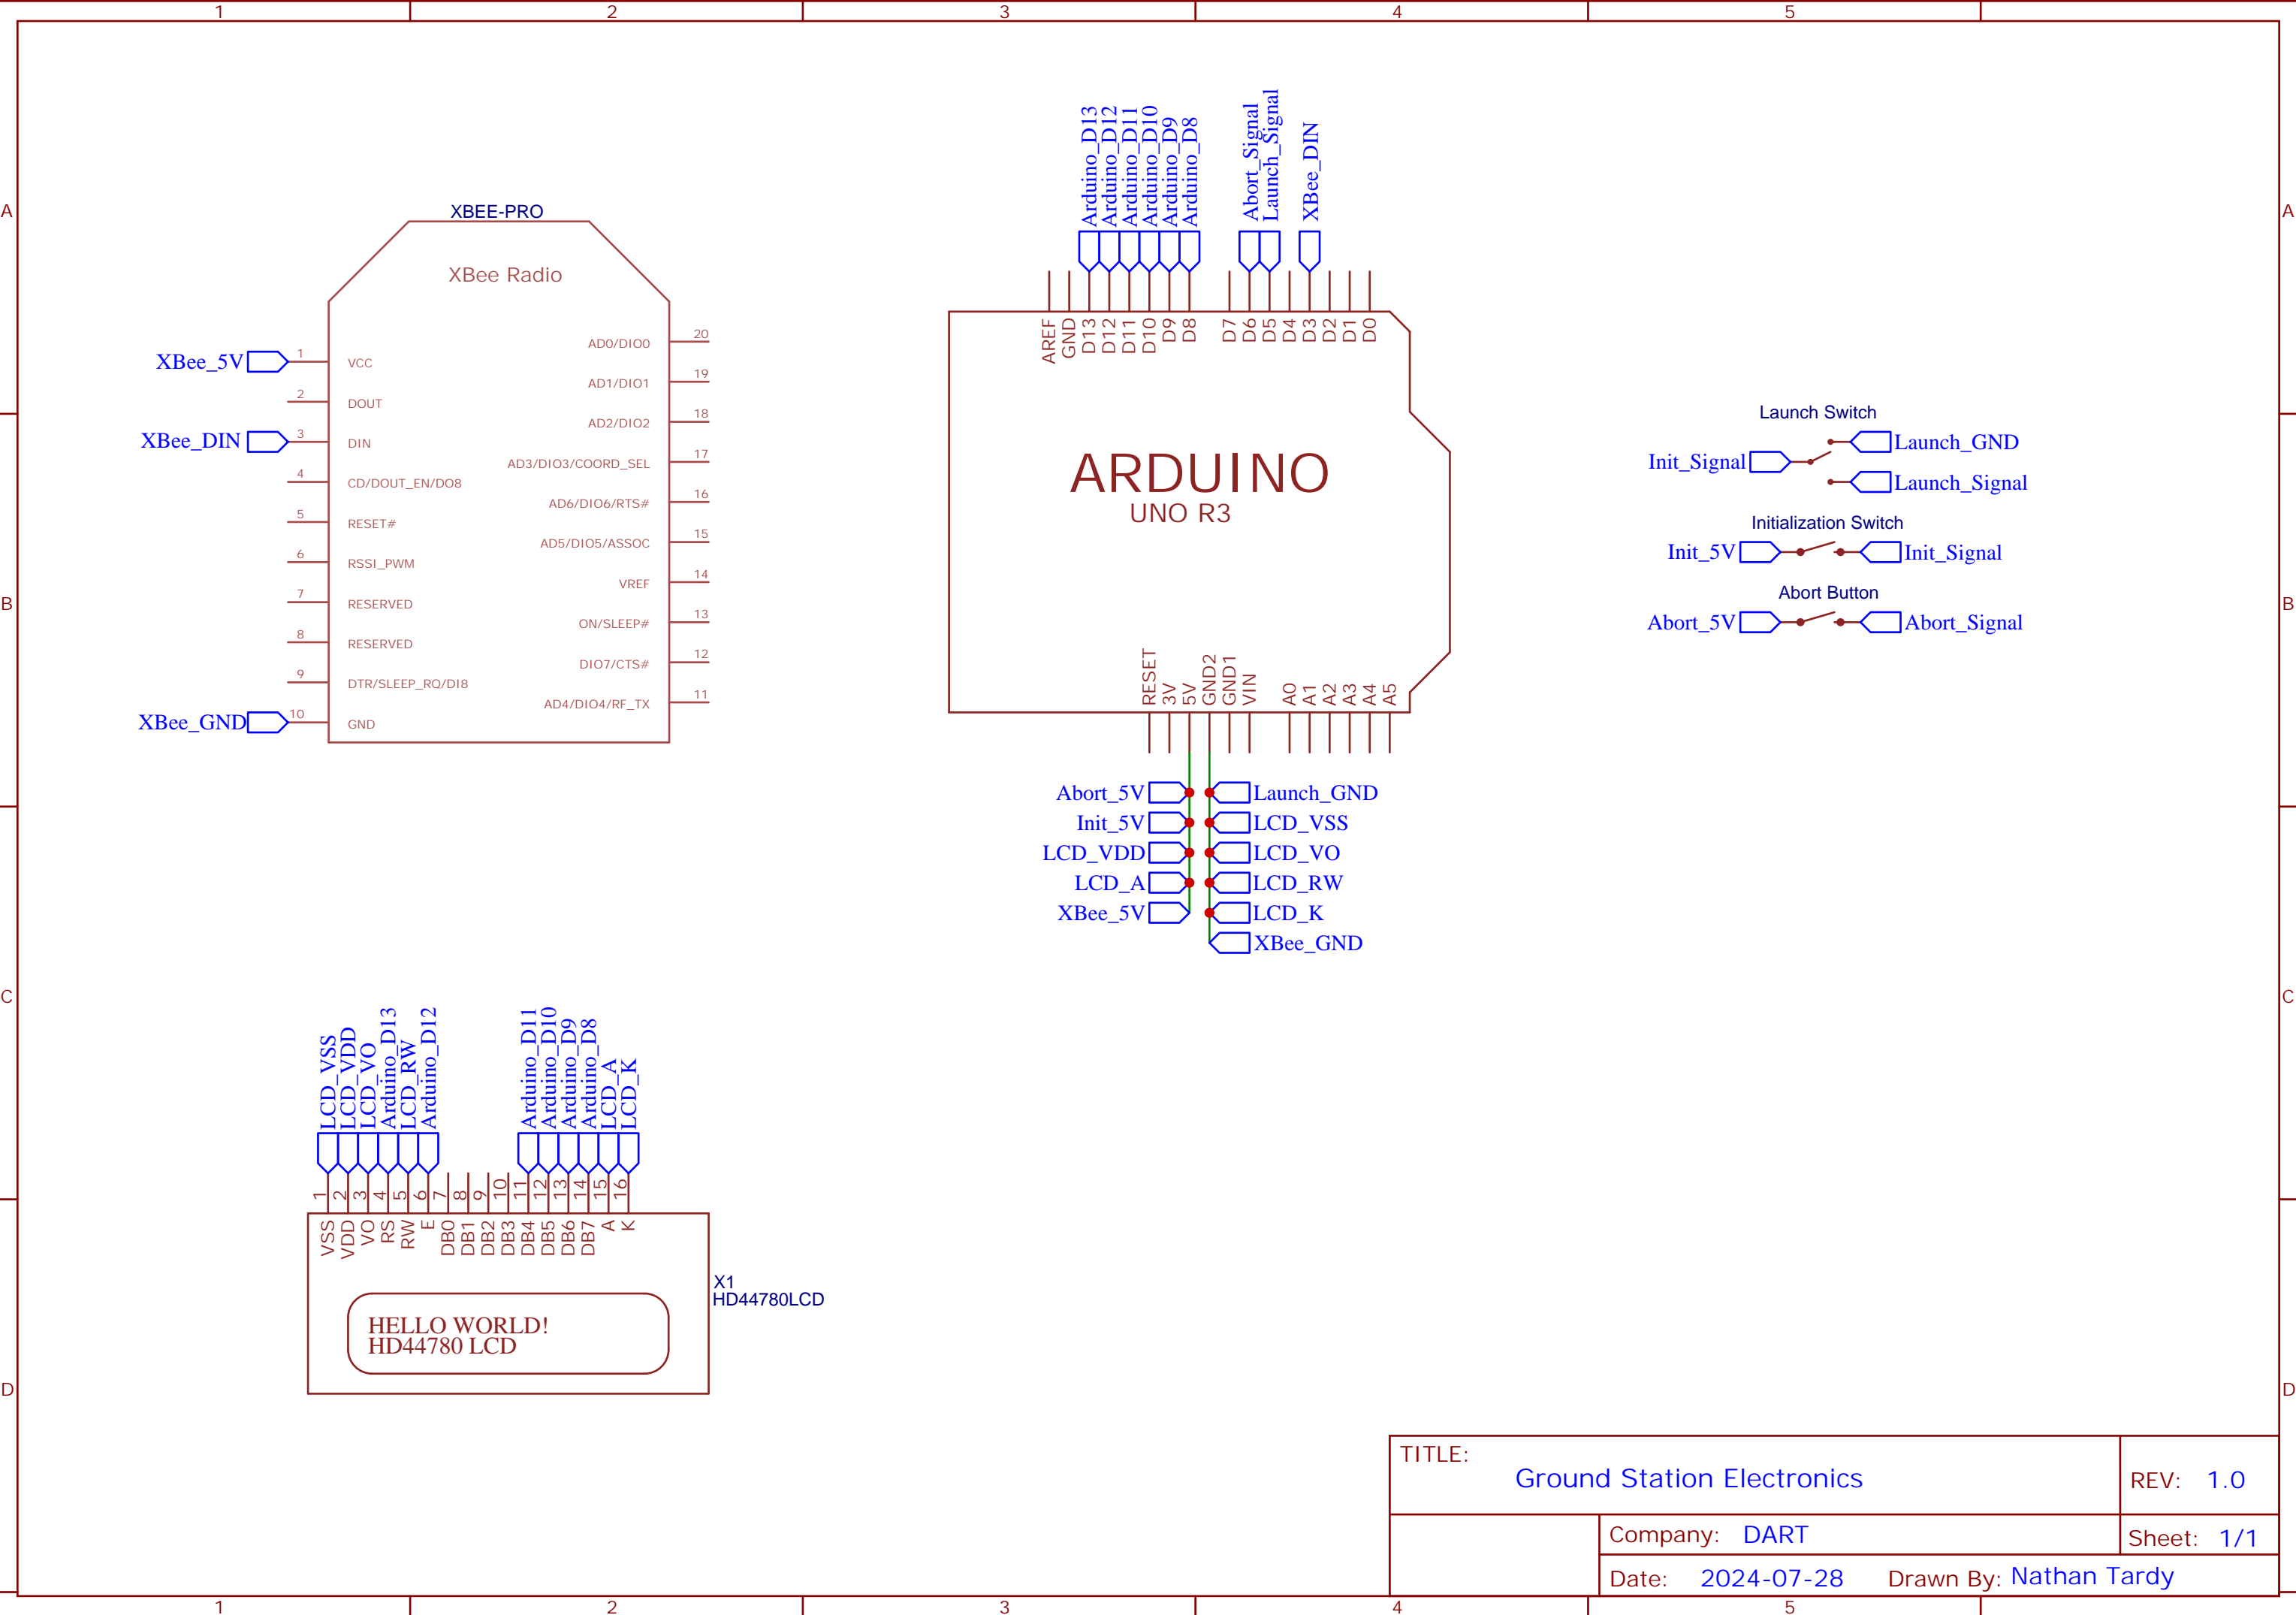 1 2 3 4 5
A
B
C
D
A
B
C
D
1 2 3 4 5
XBEE-PRO
XBee Radio
XBee_5V 1 VCC
2 DOUT
XBee_DIN 3 DIN
4 CD/DOUT_EN/DO8
5 RESET#
6 RSSI_PWM
7 RESERVED
8 RESERVED
9 DTR/SLEEP_RQ/DI8
XBee_GND 10 GND
AD0/DIO0 20
AD1/DIO1 19
AD2/DIO2 18
AD3/DIO3/COORD_SEL 17
AD6/DIO6/RTS# 16
AD5/DIO5/ASSOC 15
VREF 14
ON/SLEEP# 13
DIO7/CTS# 12
AD4/DIO4/RF_TX 11
Arduino_D13
Arduino_D12
Arduino_D11
Arduino_D10
Arduino_D9
Arduino_D8
Abort_Signal
Launch_Signal
XBee_DIN
AREF
GND
D13
D12
D11
D10
D9
D8
D7
D6
D5
D4
D3
D2
D1
D0
ARDUINO
UNO R3
RESET
3V
5V
GND2
GND1
VIN
A0
A1
A2
A3
A4
A5
Abort_5V Launch_GND
Init_5V LCD_VSS
LCD_VDD LCD_VO
LCD_A LCD_RW
XBee_5V LCD_K
XBee_GND
Launch Switch
Launch_GND
Init_Signal
Launch_Signal
Initialization Switch
Init_5V Init_Signal
Abort Button
Abort_5V Abort_Signal
LCD_VSS
LCD_VDD
LCD_VO
Arduino_D13
LCD_RW
Arduino_D12
Arduino_D11
Arduino_D10
Arduino_D9
Arduino_D8
LCD_A
LCD_K
1
2
3
4
5
6
7
8
9
10
11
12
13
14
15
16
VSS
VDD
VO
RS
RW
E
DB0
DB1
DB2
DB3
DB4
DB5
DB6
DB7
A
K
X1
HD44780LCD
HELLO WORLD!
HD44780 LCD
TITLE:
Ground Station Electronics
REV: 1.0
Company: DART
Sheet: 1/1
Date: 2024-07-28 Drawn By: Nathan Tardy